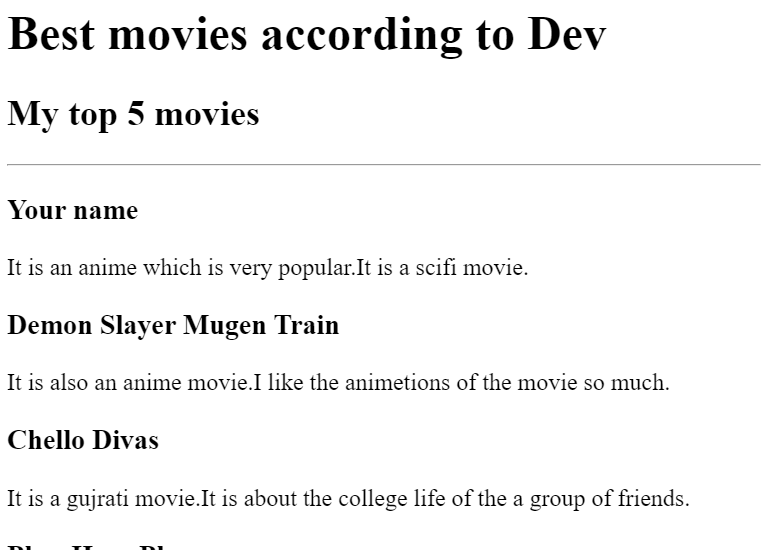 Best movies according to Dev
My top 5 movies
Your name
It is an anime which is very popular.It is a scifi movie.
Demon Slayer Mugen Train
It is also an anime movie.I like the animetions of the movie so much.
Chello Divas
It is a gujrati movie.It is about the college life of the a group of friends.